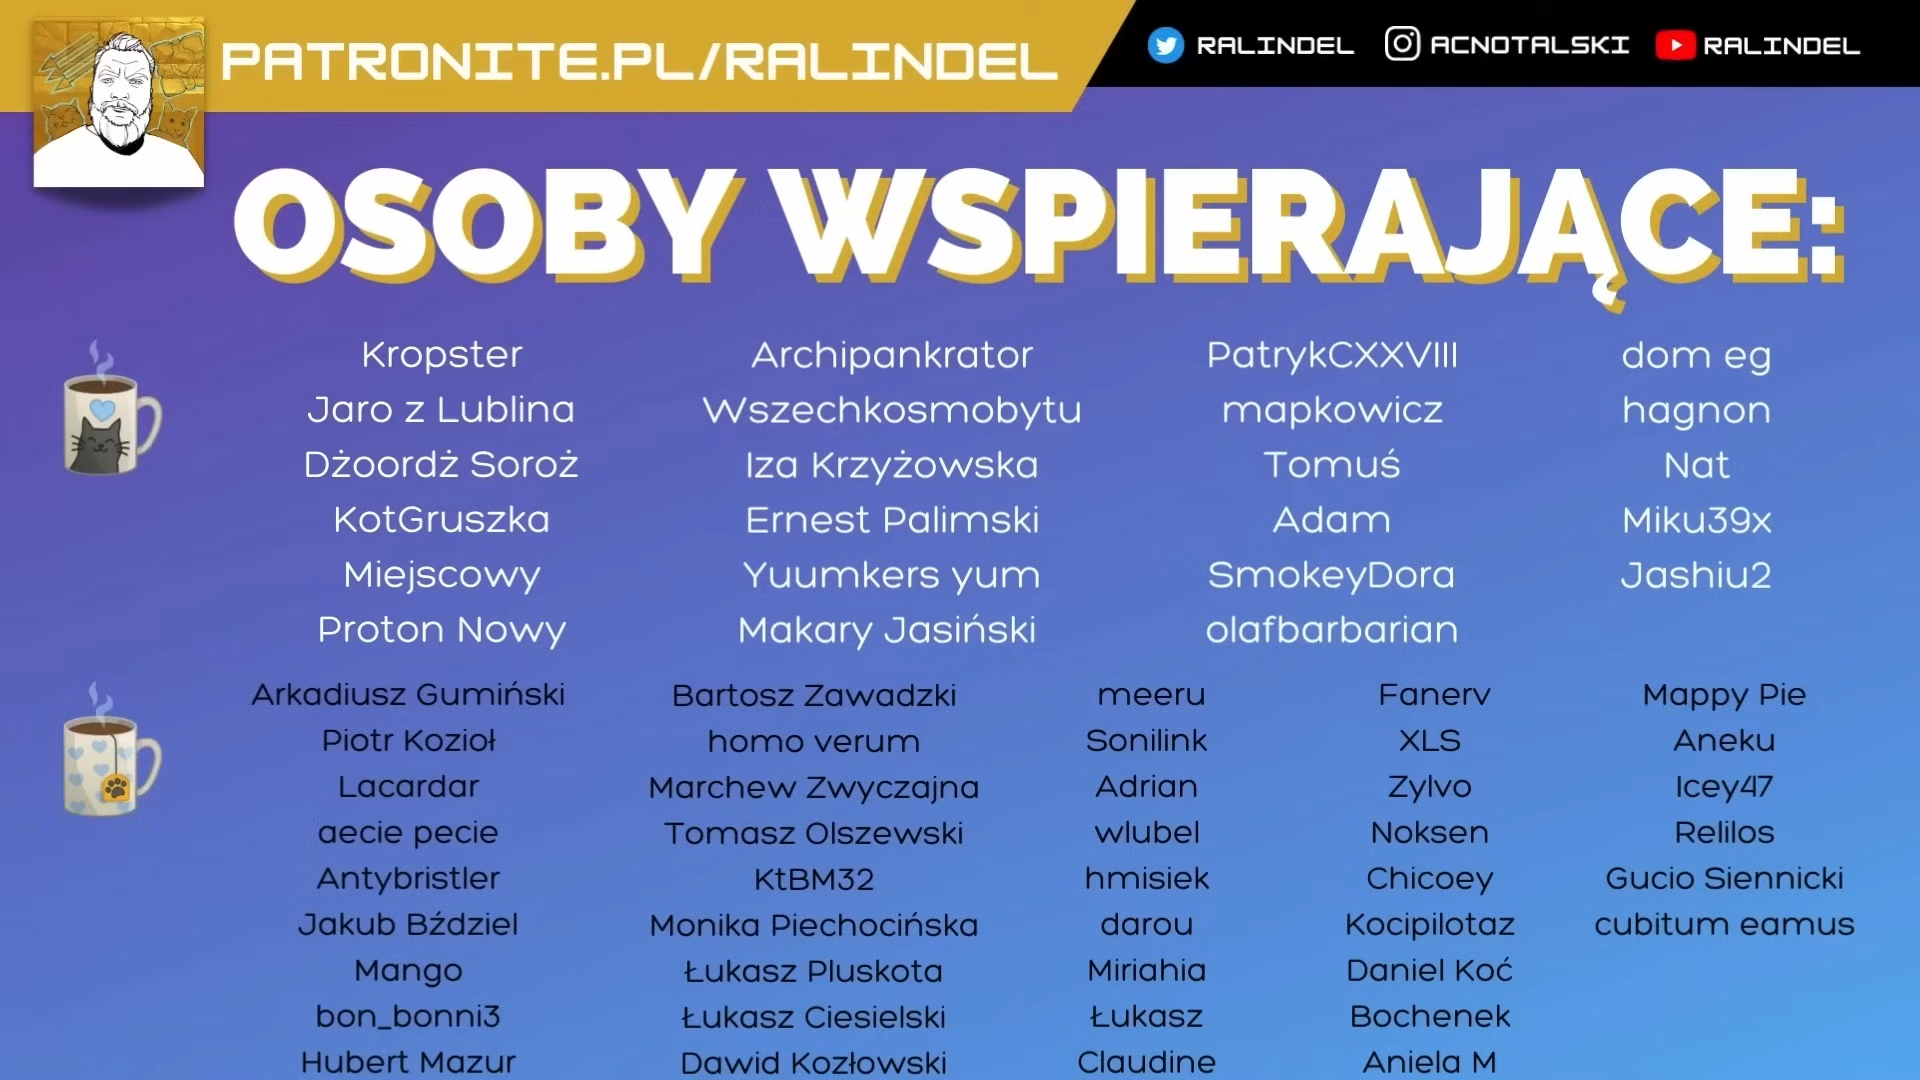 PATRONITE.PL/RALINDEL
RALINDEL
ACNOTALSKI
RALINDEL
OSOBY WSPIERAJĄCE:
Kropster
Jaro z Lublina
Dżoordż Soroż
KotGruszka
Miejscowy
Proton Nowy
Archipankrator
Wszechkosmobytu
Iza Krzyżowska
Ernest Palimski
Yuumkers yum
Makary Jasiński
PatrykCXXVIII
mapkowicz
Tomuś
Adam
SmokeyDora
olafbarbarian
dom eg
hagnon
Nat
Miku39x
Jashiu2
Arkadiusz Gumiński
Piotr Kozioł
Lacardar
aecie pecie
Antybristler
Jakub Bździel
Mango
bon_bonni3
Hubert Mazur
Bartosz Zawadzki
homo verum
Marchew Zwyczajna
Tomasz Olszewski
KtBM32
Monika Piechocińska
Łukasz Pluskota
Łukasz Ciesielski
Dawid Kozłowski
meeru
Sonilink
Adrian
wlubel
hmisiek
darou
Miriahia
Łukasz
Claudine
Fanerv
XLS
Zylvo
Noksen
Chicoey
Kocipilotaz
Daniel Koć
Bochenek
Aniela M
Mappy Pie
Aneku
Icey47
Relilos
Gucio Siennicki
cubitum eamus